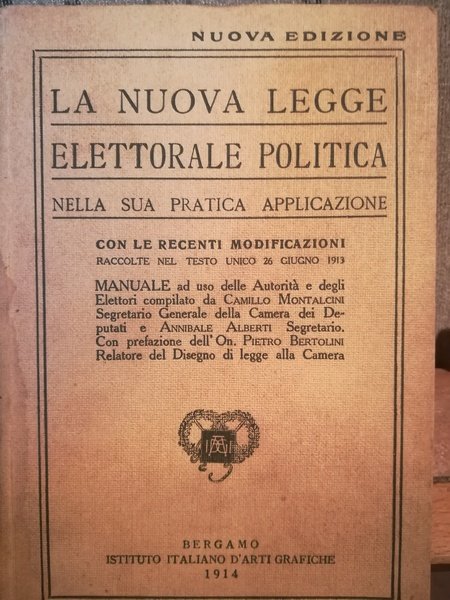 NUOVA EDIZIONE
LA NUOVA LEGGE
ELETTORALE POLITICA
NELLA SUA PRATICA APPLICAZIONE
CON LE RECENTI MODIFICAZIONI
RACCOLTE NEL TESTO UNICO 26 GIUGNO 1913
MANUALE ad uso delle Autorità e degli
Elettori compilato da CAMILLO MONTALCINI
Segretario Generale della Camera dei De-
putati e ANNIBALE ALBERTI Segretario.
Con prefazione dell'On. PIETRO BERTOLINI
Relatore del Disegno di legge alla Camera
BERGAMO
ISTITUTO ITALIANO D'ARTI GRAFICHE
1914